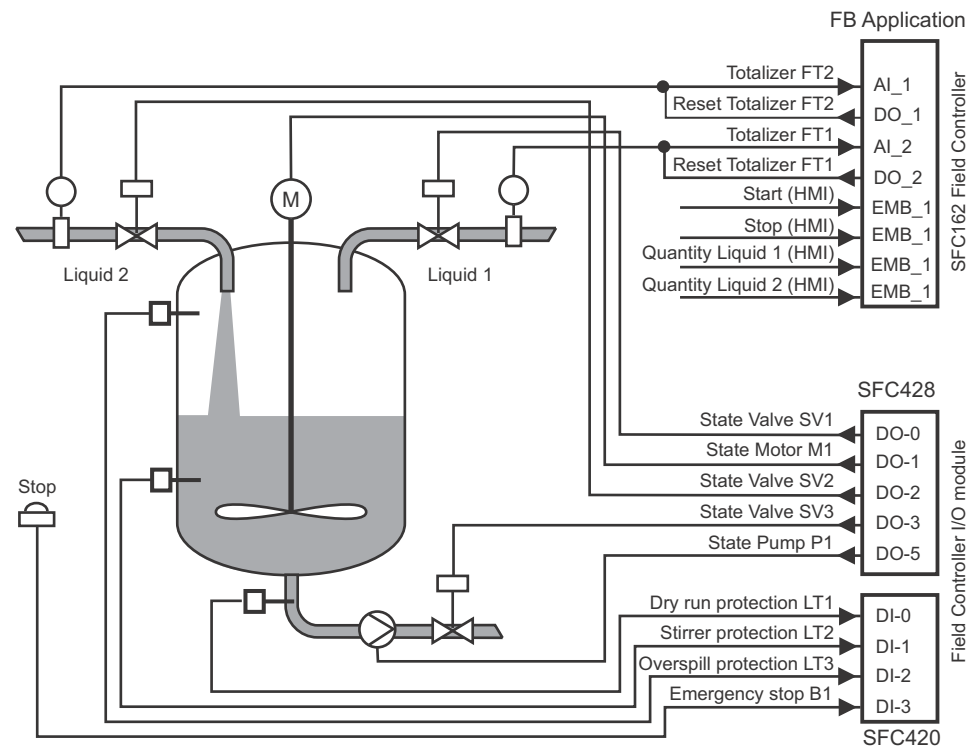 FB Application
Totalizer FT2
AI_1
Reset Totalizer FT2
DO_1
Totalizer FT1
AI_2
Reset Totalizer FT1
DO_2
Start (HMI)
EMB_1
Stop (HMI)
EMB_1
Quantity Liquid 1 (HMI)
EMB_1
Quantity Liquid 2 (HMI)
EMB_1
SFC162 Field Controller
M
Liquid 2
Liquid 1
Stop
SFC428
State Valve SV1
DO-0
State Motor M1
DO-1
State Valve SV2
DO-2
State Valve SV3
DO-3
State Pump P1
DO-5
Field Controller I/O module
Dry run protection LT1
DI-0
Stirrer protection LT2
DI-1
Overspill protection LT3
DI-2
Emergency stop B1
DI-3
SFC420